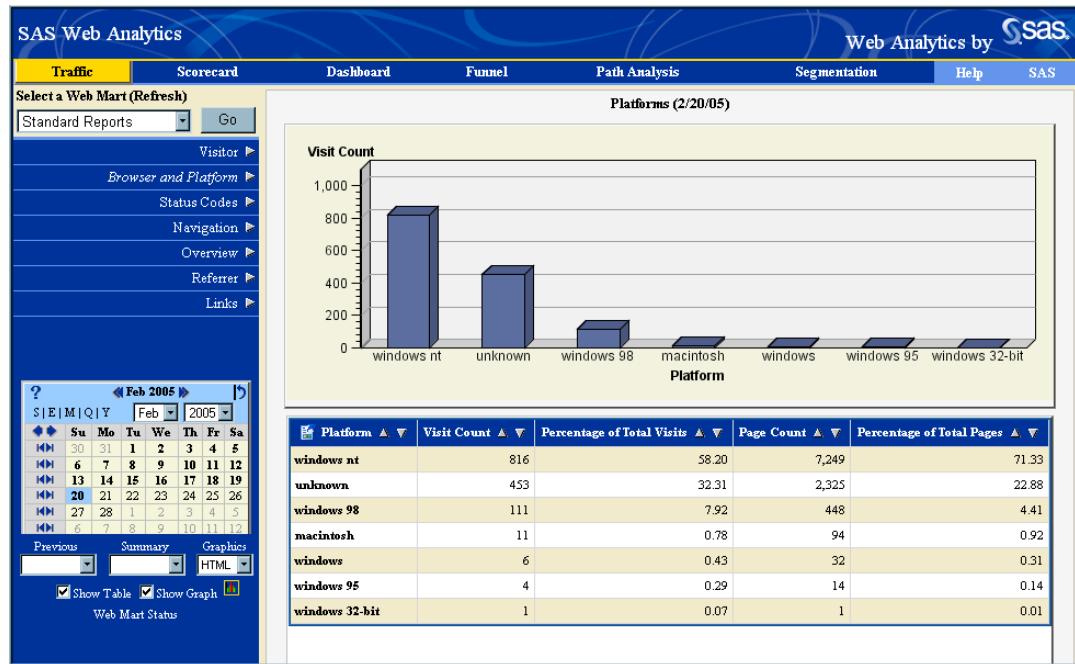 SAS Web Analytics
Web Analytics by sas.
Traffic Scorecard Dashboard Funnel Path Analysis Segmentation Help SAS
Select a Web Mart (Refresh)
Standard Reports Go
Visitor
Browser and Platform
Status Codes
Navigation
Overview
Referrer
Links
? Feb 2005
S | E | M | Q | Y Feb 2005
Su Mo Tu We Th Fr Sa
30 31 1 2 3 4 5
6 7 8 9 10 11 12
13 14 15 16 17 18 19
20 21 22 23 24 25 26
27 28 1 2 3 4 5
6 7 8 9 10 11 12
Previous Summary Graphics
HTML
Show Table Show Graph
Web Mart Status
Platforms (2/20/05)
Visit Count
1,000
800
600
400
200
0
windows nt unknown windows 98 macintosh windows windows 95 windows 32-bit
Platform
Platform Visit Count Percentage of Total Visits Page Count Percentage of Total Pages
windows nt 816 58.20 7,249 71.33
unknown 453 32.31 2,325 22.88
windows 98 111 7.92 448 4.41
macintosh 11 0.78 94 0.92
windows 6 0.43 32 0.31
windows 95 4 0.29 14 0.14
windows 32-bit 1 0.07 1 0.01